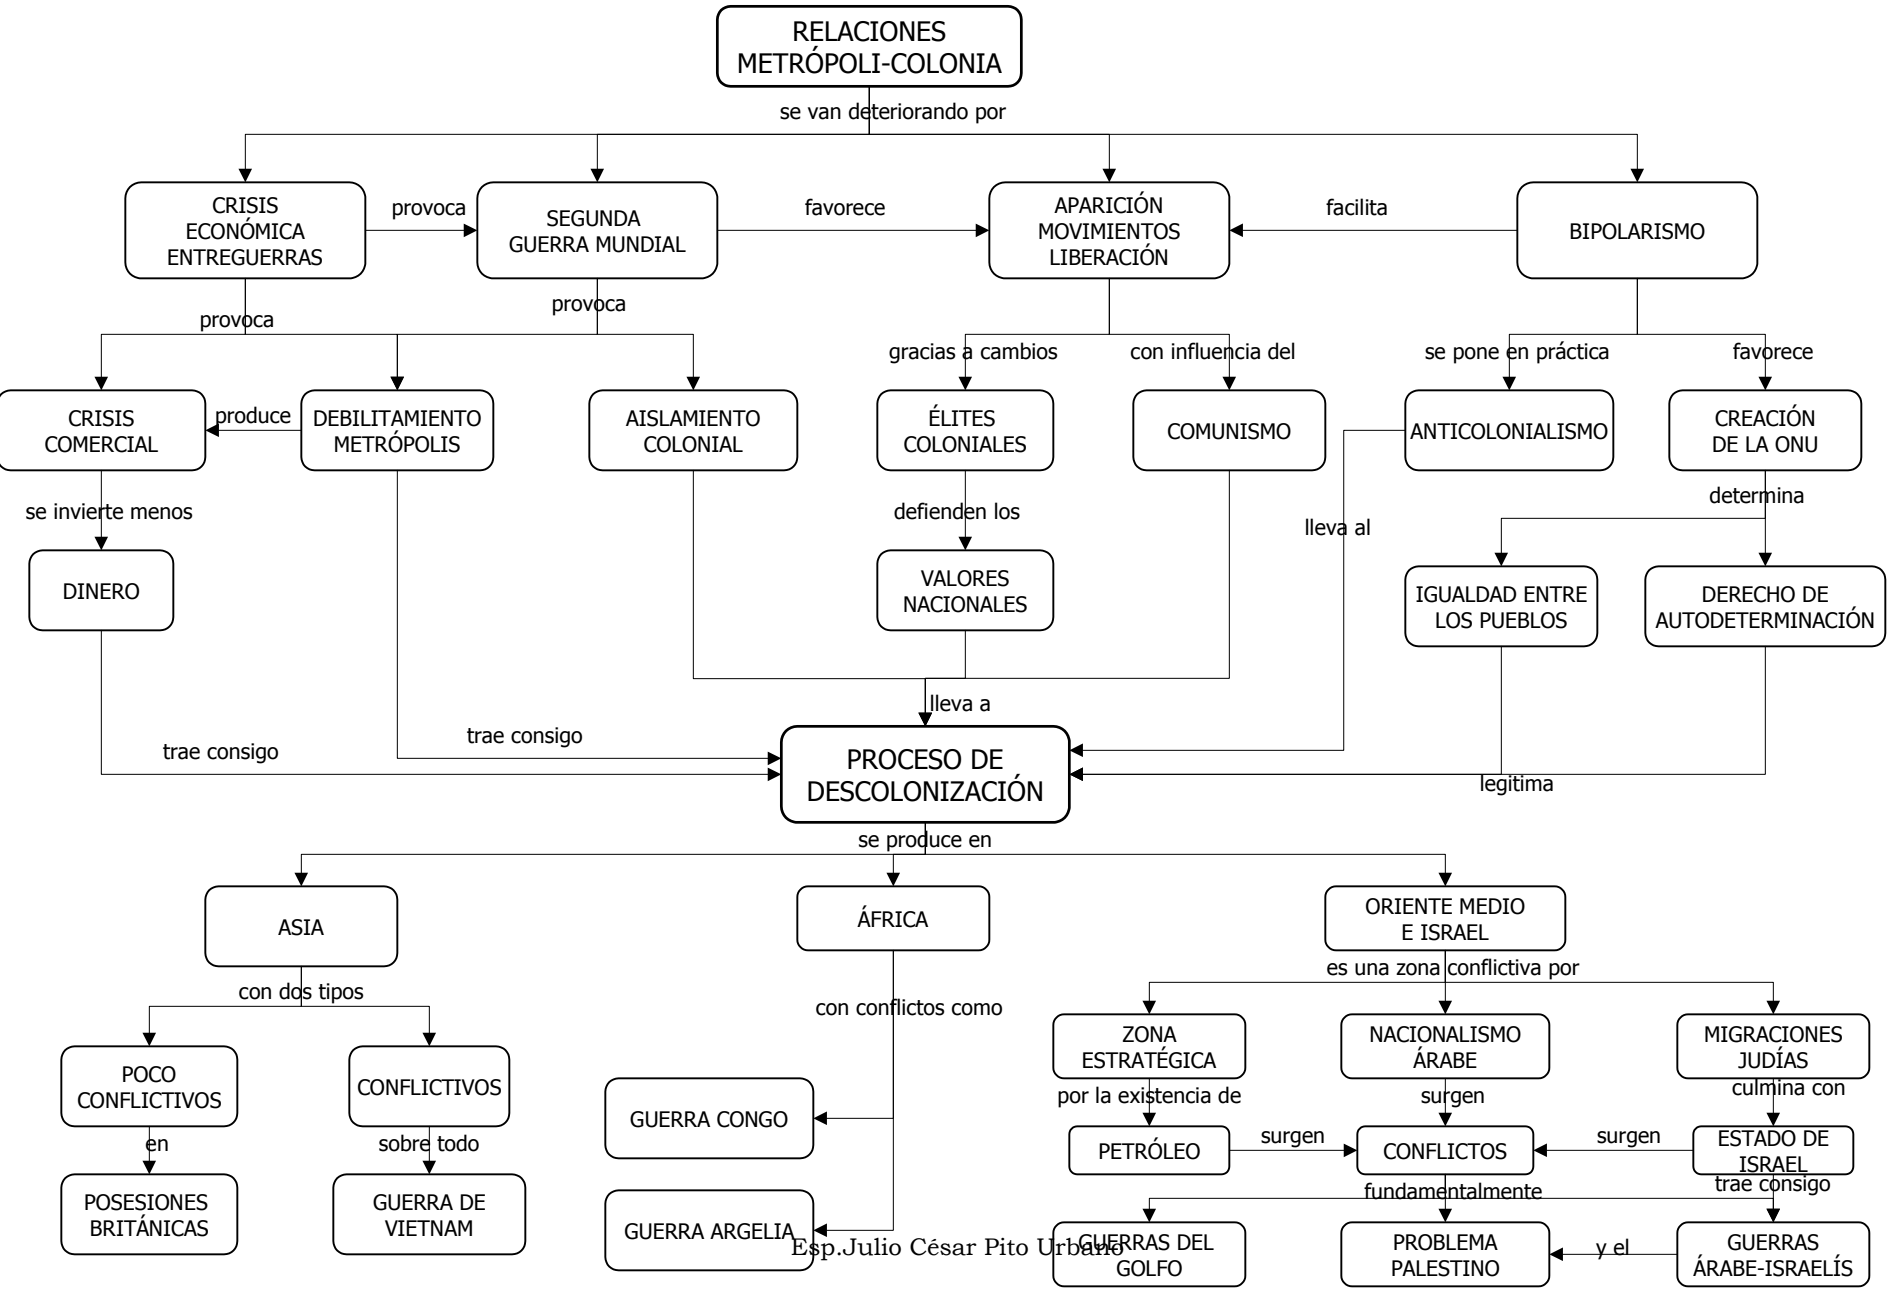 RELACIONES
METRÓPOLI-COLONIA
se van deteriorando por
CRISIS
ECONÓMICA
ENTREGUERRAS
provoca
SEGUNDA
GUERRA MUNDIAL
favorece
APARICIÓN
MOVIMIENTOS
LIBERACIÓN
facilita
BIPOLARISMO
provoca
provoca
gracias a cambios
con influencia del
se pone en práctica
favorece
CRISIS
COMERCIAL
produce
DEBILITAMIENTO
METRÓPOLIS
AISLAMIENTO
COLONIAL
ÉLITES
COLONIALES
COMUNISMO
ANTICOLONIALISMO
CREACIÓN
DE LA ONU
se invierte menos
defienden los
lleva al
determina
DINERO
VALORES
NACIONALES
IGUALDAD ENTRE
LOS PUEBLOS
DERECHO DE
AUTODETERMINACIÓN
lleva a
trae consigo
trae consigo
PROCESO DE
DESCOLONIZACIÓN
legitima
se produce en
ASIA
ÁFRICA
ORIENTE MEDIO
E ISRAEL
con dos tipos
con conflictos como
es una zona conflictiva por
POCO
CONFLICTIVOS
CONFLICTIVOS
ZONA
ESTRATÉGICA
NACIONALISMO
ÁRABE
MIGRACIONES
JUDÍAS
por la existencia de
surgen
culmina con
GUERRA CONGO
en
sobre todo
PETRÓLEO
surgen
CONFLICTOS
surgen
ESTADO DE
ISRAEL
fundamentalmente
trae consigo
POSESIONES
BRITÁNICAS
GUERRA DE
VIETNAM
GUERRA ARGELIA
Esp.Julio César Pito Urbano
GUERRAS DEL
GOLFO
PROBLEMA
PALESTINO
y el
GUERRAS
ÁRABE-ISRAELÍS